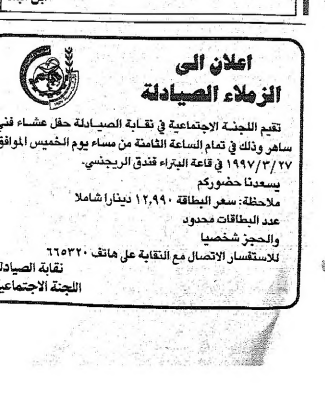 اعلان الى
الزملاء الصيادلة
تقيم اللجنة الاجتماعية في نقابة الصيادلة حفل عشاء فني
ساهر وذلك في تمام الساعة الثامنة من مساء يوم الخميس الموافق
٢٧/٣/١٩٩٧ في قاعة البتراء فندق الريجنسي.
يسعدنا حضوركم
ملاحظة: سعر البطاقة ١٢,٩٩٠ دينارا شاملا
عدد البطاقات محدود
والحجز شخصيا
للاستفسار الاتصال مع النقابة على هاتف ٦٦٥٣٢٠
نقابة الصيادلة
اللجنة الاجتماعية